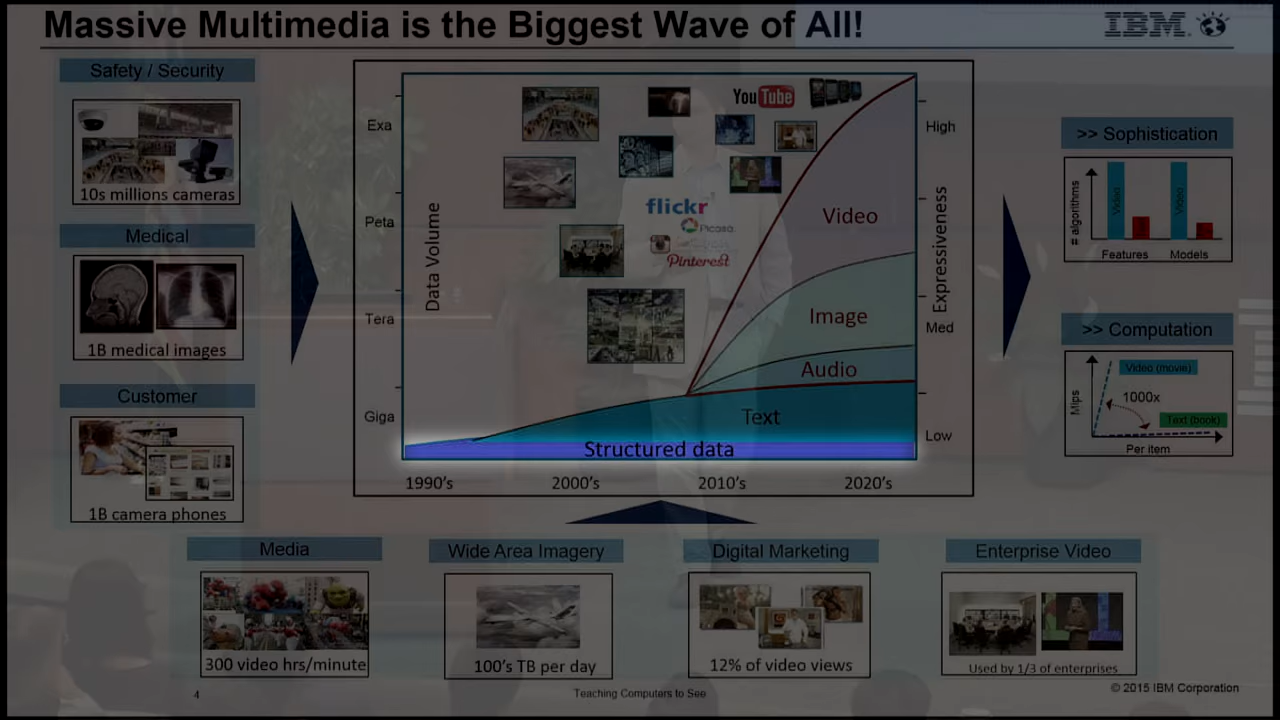 Massive Multimedia is the Biggest Wave of All!
IBM.
Safety / Security
10s millions cameras
Medical
1B medical images
Customer
1B camera phones
Exa
Peta
Tera
Giga
Data Volume
YouTube
flickr
Picasa
Pinterest
Video
Image
Audio
Text
Structured data
High
Med
Low
Expressiveness
1990's
2000's
2010's
2020's
>> Sophistication
# algorithms
Video
Video
Features
Models
>> Computation
Mips
Video (movie)
1000x
Text (book)
Per item
Media
300 video hrs/minute
Wide Area Imagery
100's TB per day
Digital Marketing
12% of video views
Enterprise Video
Used by 1/3 of enterprises
4
Teaching Computers to See
© 2015 IBM Corporation